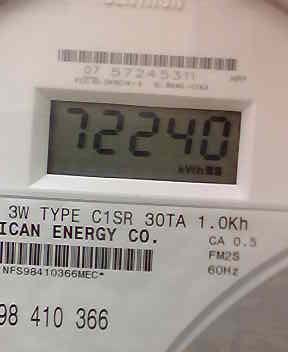 07 57245311
72240
kWh
3W TYPE C1SR 30TA 1.0Kh
ICAN ENERGY CO.
CA 0.5
FM2S
NFS98410366MEC*
60Hz
98 410 366